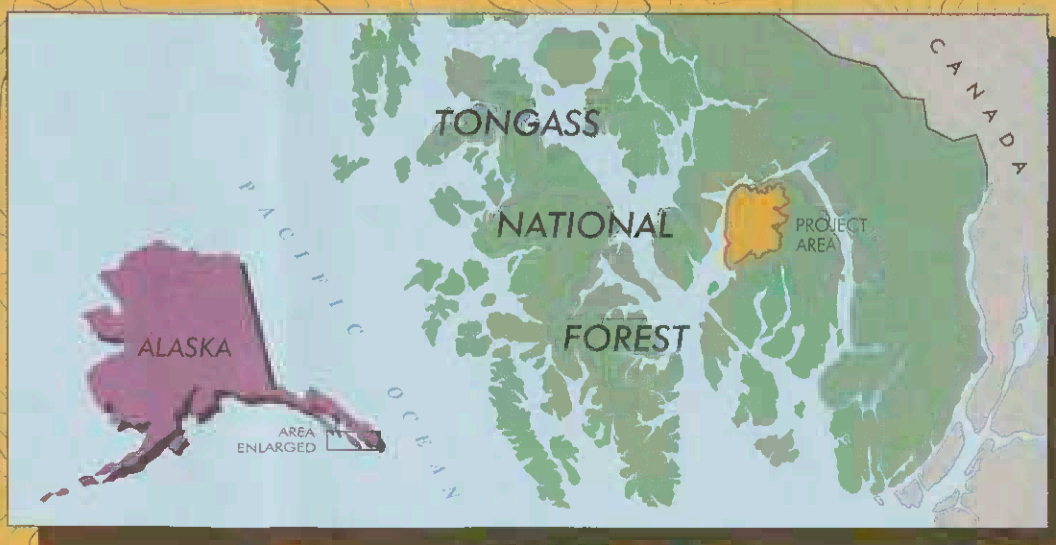 CANADA
TONGASS
NATIONAL
FOREST
PROJECT
AREA
PACIFIC OCEAN
ALASKA
AREA
ENLARGED